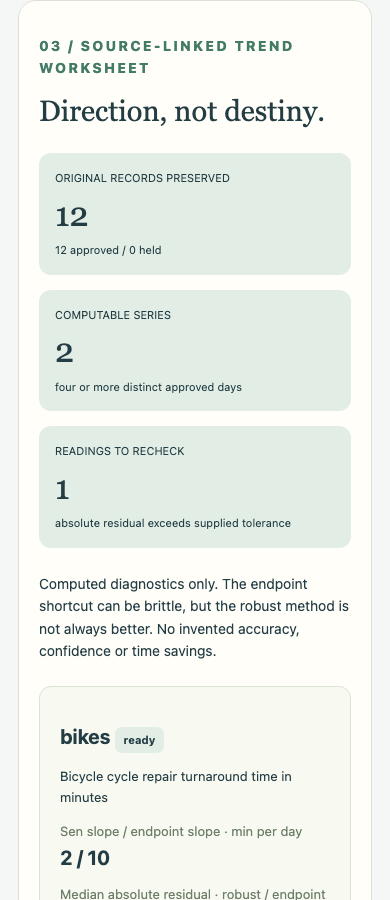 03 / SOURCE-LINKED TREND
WORKSHEET
Direction, not destiny.
ORIGINAL RECORDS PRESERVED
12
12 approved / 0 held
COMPUTABLE SERIES
2
four or more distinct approved days
READINGS TO RECHECK
1
absolute residual exceeds supplied tolerance
Computed diagnostics only. The endpoint
shortcut can be brittle, but the robust method is
not always better. No invented accuracy,
confidence or time savings.
bikes ready
Bicycle cycle repair turnaround time in
minutes
Sen slope / endpoint slope · min per day
2 / 10
Median absolute residual · robust / endpoint